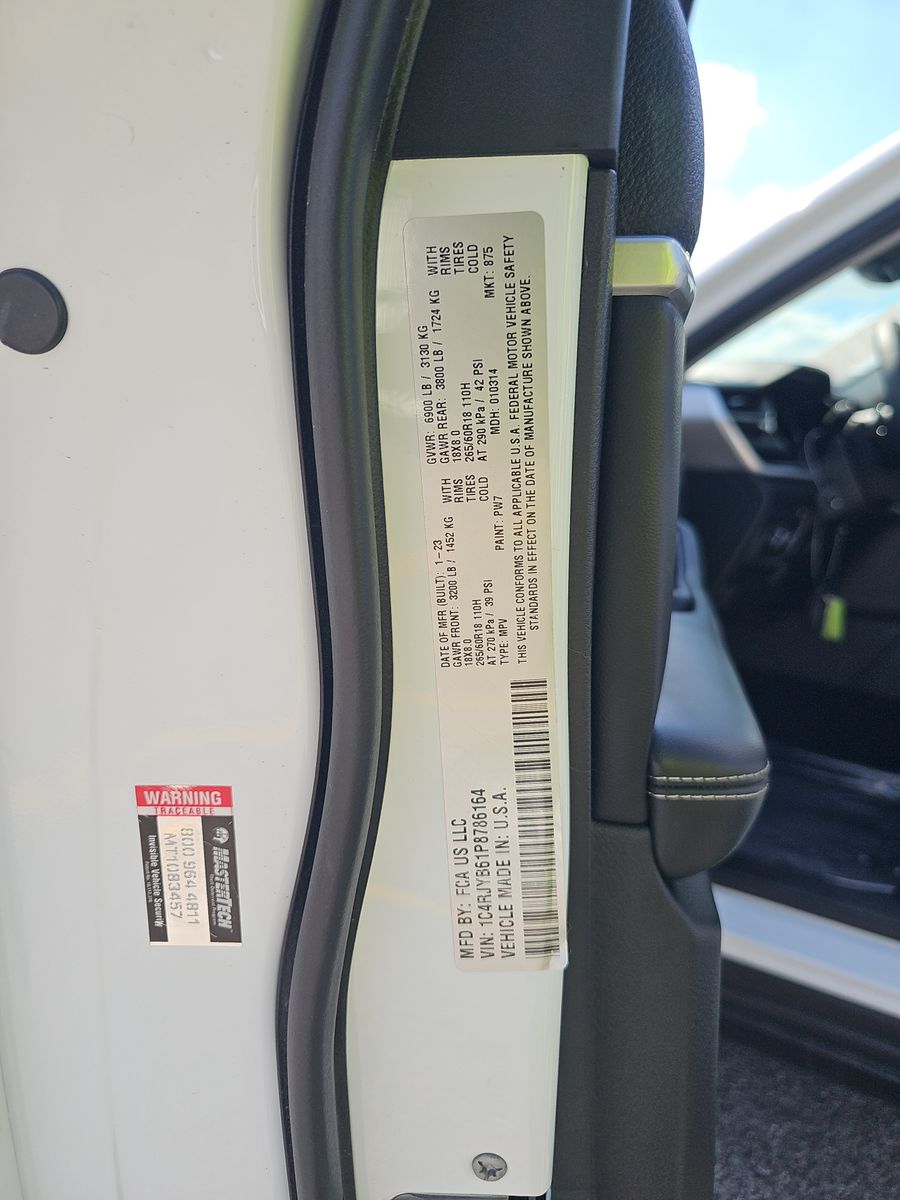 MFD BY: FCA US LLC
VIN: 1C4RJYB61P8786164
VEHICLE MADE IN: U.S.A.
DATE OF MFR (BUILT): 1-23
GVWR: 6900 LB / 3130 KG
GAWR FRONT: 3200 LB / 1452 KG WITH
GAWR REAR: 3800 LB / 1724 KG WITH
18X8.0 RIMS
18X8.0 RIMS
265/60R18 110H TIRES
265/60R18 110H TIRES
AT 270 kPa / 39 PSI COLD
AT 290 kPa / 42 PSI COLD
TYPE: MPV
PAINT: PW7
MDH: 010314
MKT: 875
THIS VEHICLE CONFORMS TO ALL APPLICABLE U.S.A. FEDERAL MOTOR VEHICLE SAFETY
STANDARDS IN EFFECT ON THE DATE OF MANUFACTURE SHOWN ABOVE.
WARNING
TRACEABLE
MASTERTECH
800 964 4811
MT1083457
Invisible Vehicle Security